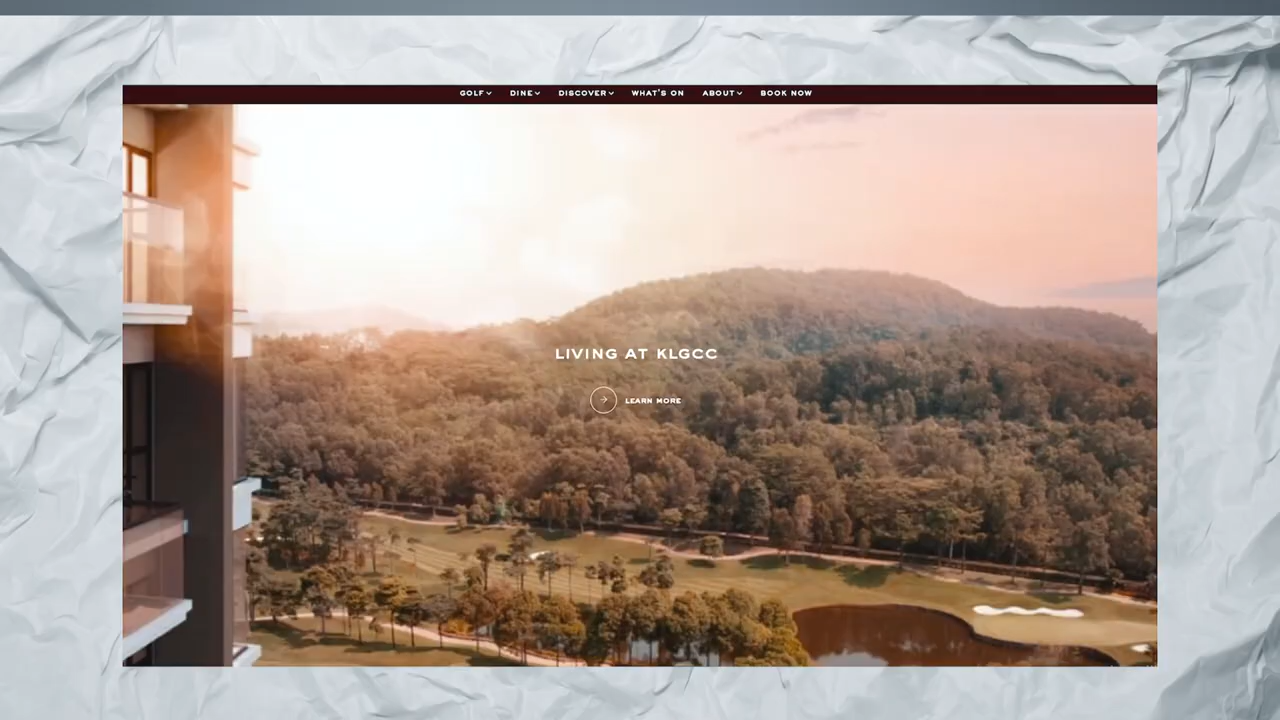 GOLF DINE DISCOVER WHAT'S ON ABOUT BOOK NOW
LIVING AT KLGCC
LEARN MORE